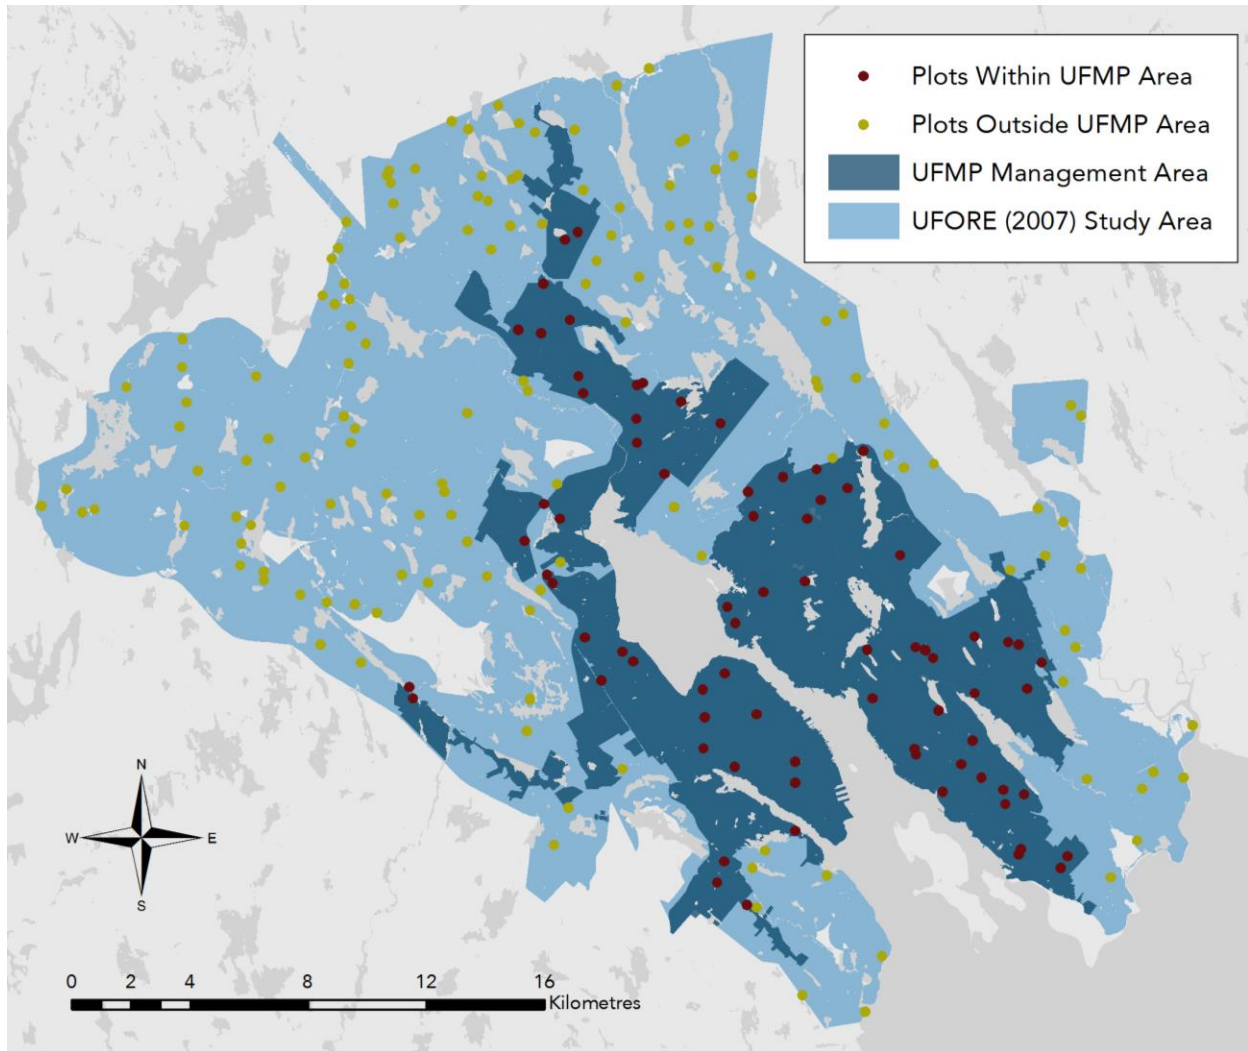 Plots Within UFMP Area
Plots Outside UFMP Area
UFMP Management Area
UFORE (2007) Study Area
N
W E
S
0 2 4 8 12 16
Kilometres